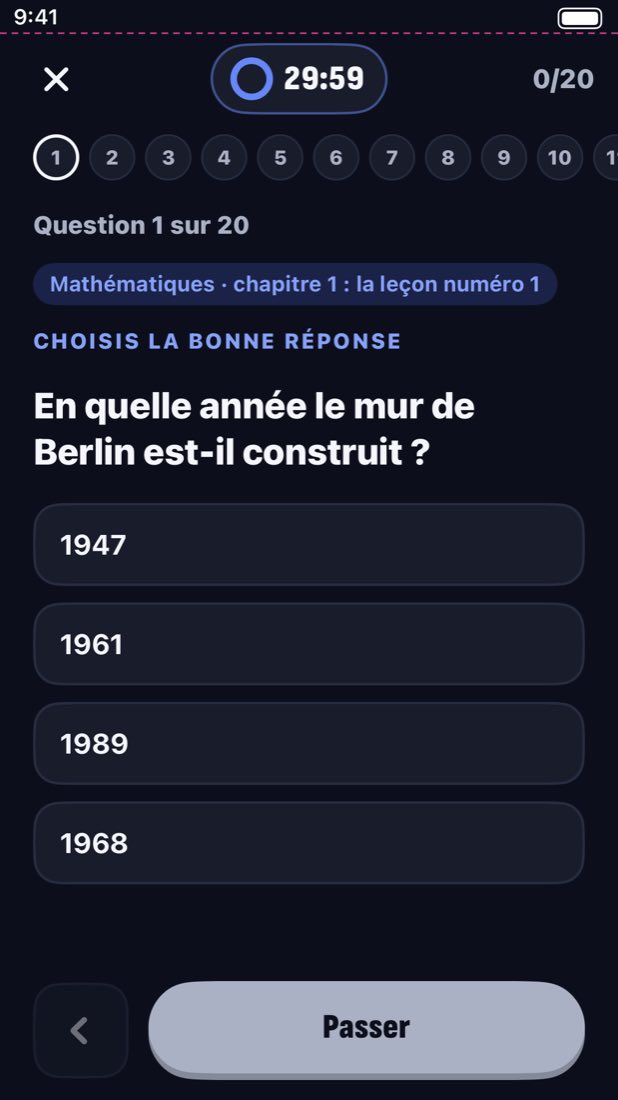 9:41
29:59
0/20
1 2 3 4 5 6 7 8 9 10
Question 1 sur 20
Mathématiques · chapitre 1 : la leçon numéro 1
CHOISIS LA BONNE RÉPONSE
En quelle année le mur de
Berlin est-il construit ?
1947
1961
1989
1968
Passer